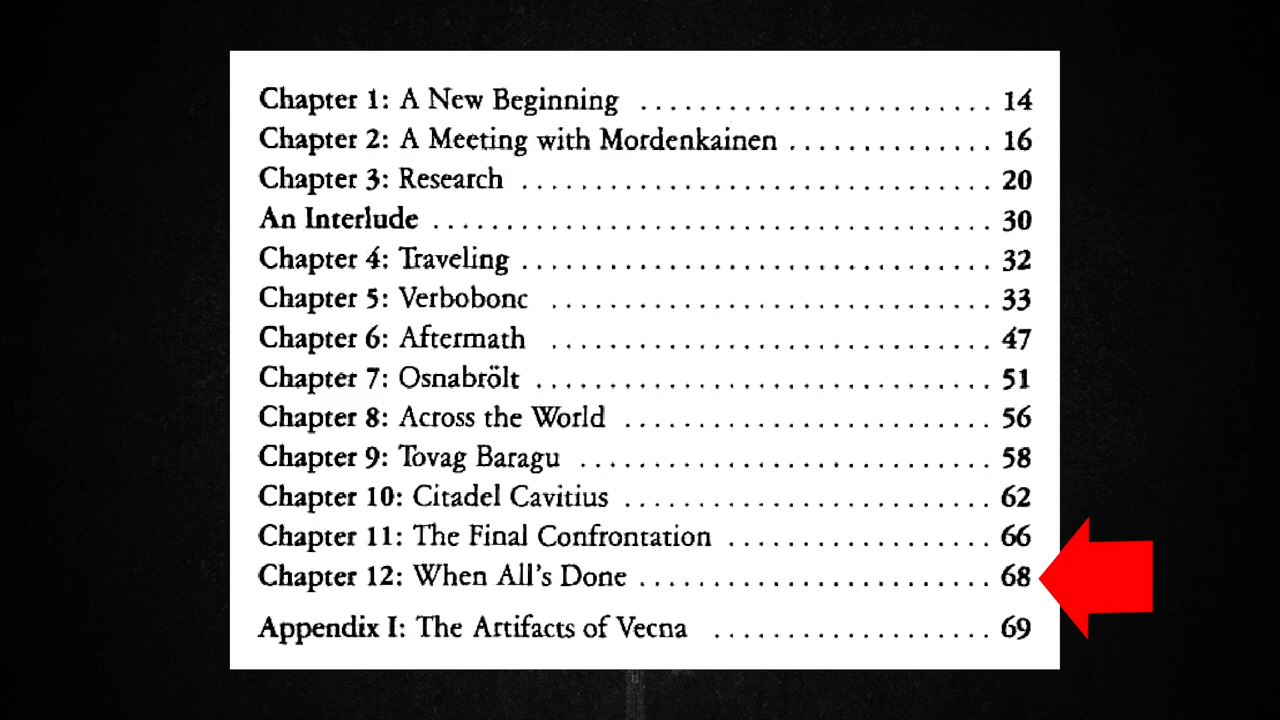 Chapter 1: A New Beginning ........................ 14
Chapter 2: A Meeting with Mordenkainen .............. 16
Chapter 3: Research ................................ 20
An Interlude ...................................... 30
Chapter 4: Traveling ................................ 32
Chapter 5: Verbobonc .............................. 33
Chapter 6: Aftermath .............................. 47
Chapter 7: Osnabrölt ............................... 51
Chapter 8: Across the World ......................... 56
Chapter 9: Tovag Baragu ............................ 58
Chapter 10: Citadel Cavitius ......................... 62
Chapter 11: The Final Confrontation .................. 66
Chapter 12: When All's Done ........................ 68
Appendix I: The Artifacts of Vecna ................... 69